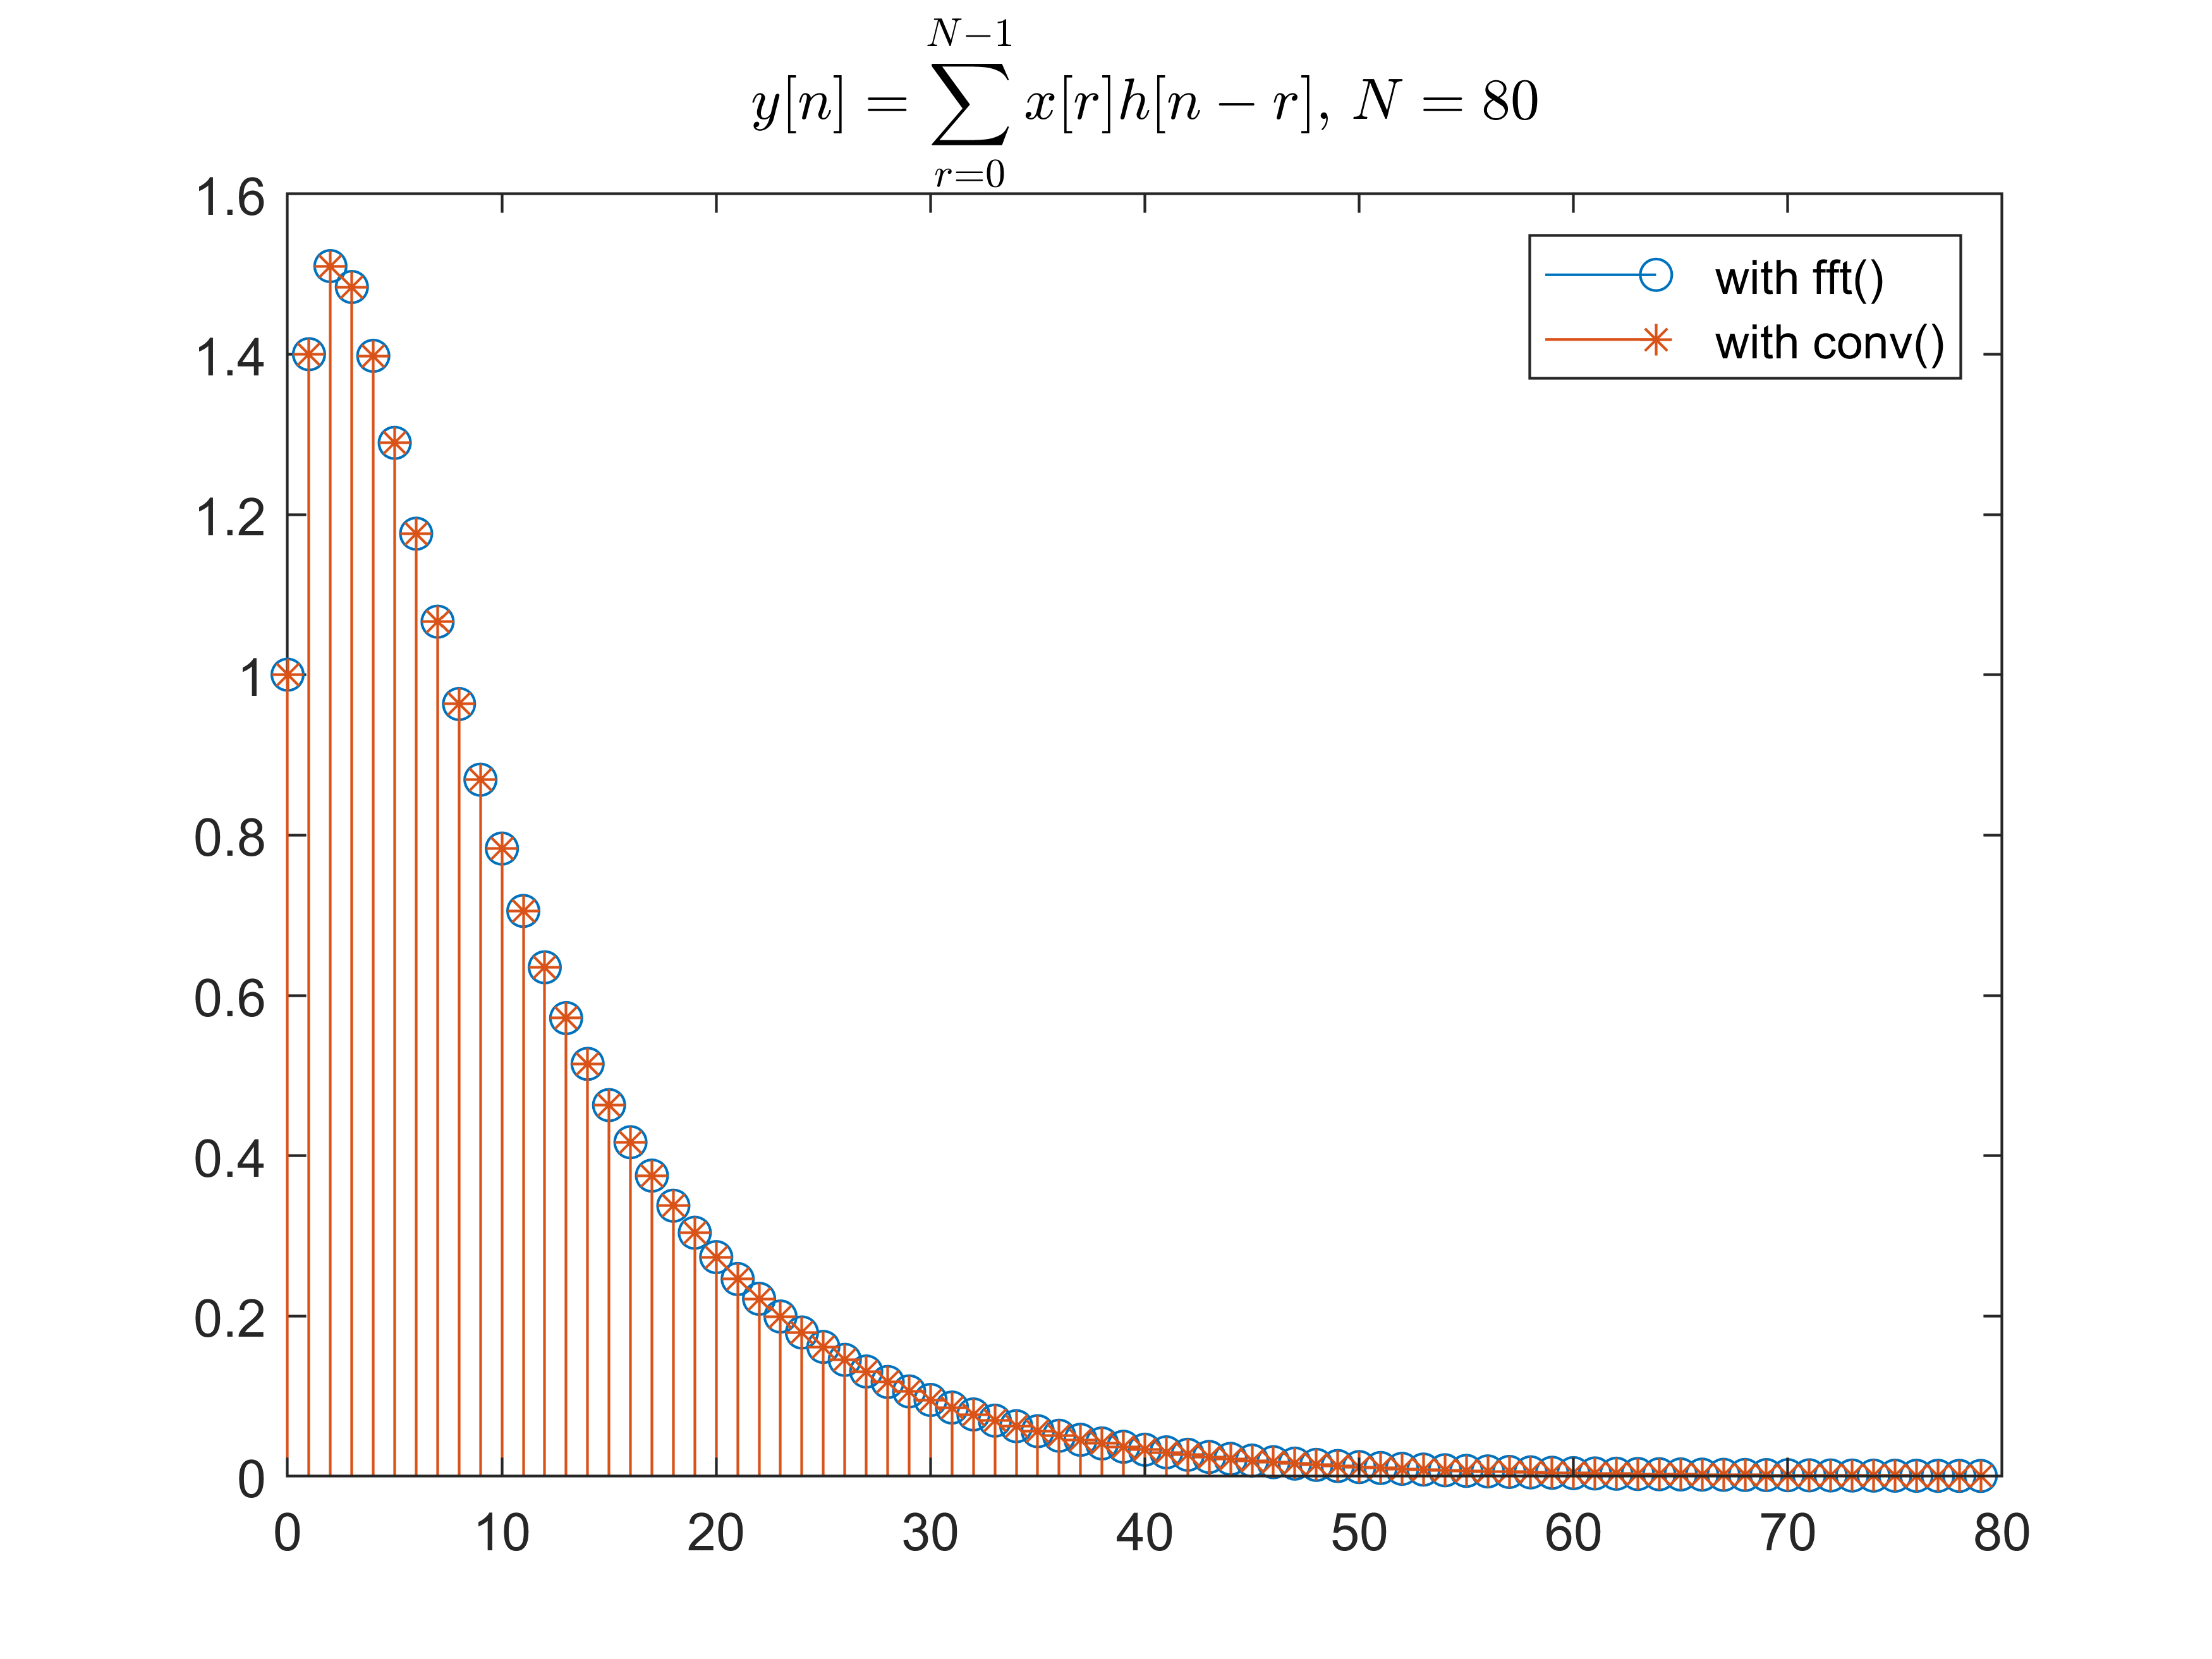 y[n] = \sum_{r=0}^{N-1} x[r]h[n − r], N = 80
1.6
1.4
1.2
1
0.8
0.6
0.4
0.2
0
0 10 20 30 40 50 60 70 80
with fft()
with conv()